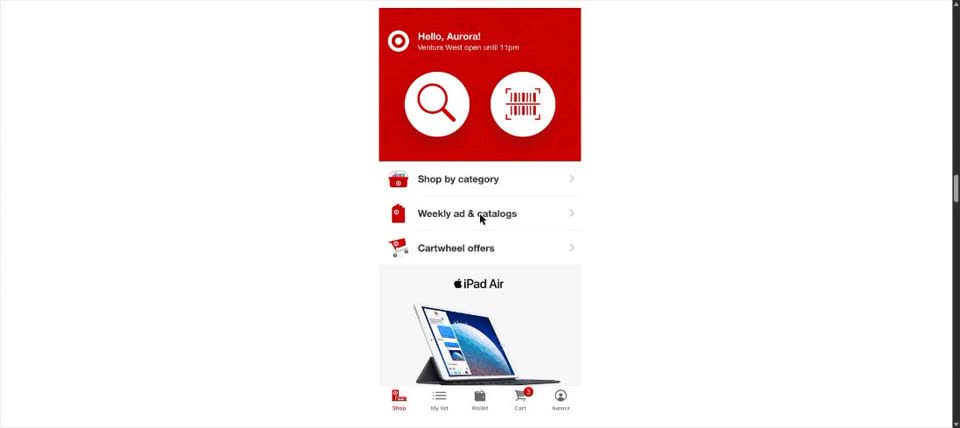 Hello, Aurora!
Ventura West open until 11pm
Shop by category
Weekly ad & catalogs
Cartwheel offers
iPad Air
Shop
My list
Wallet
Cart
3
Aurora